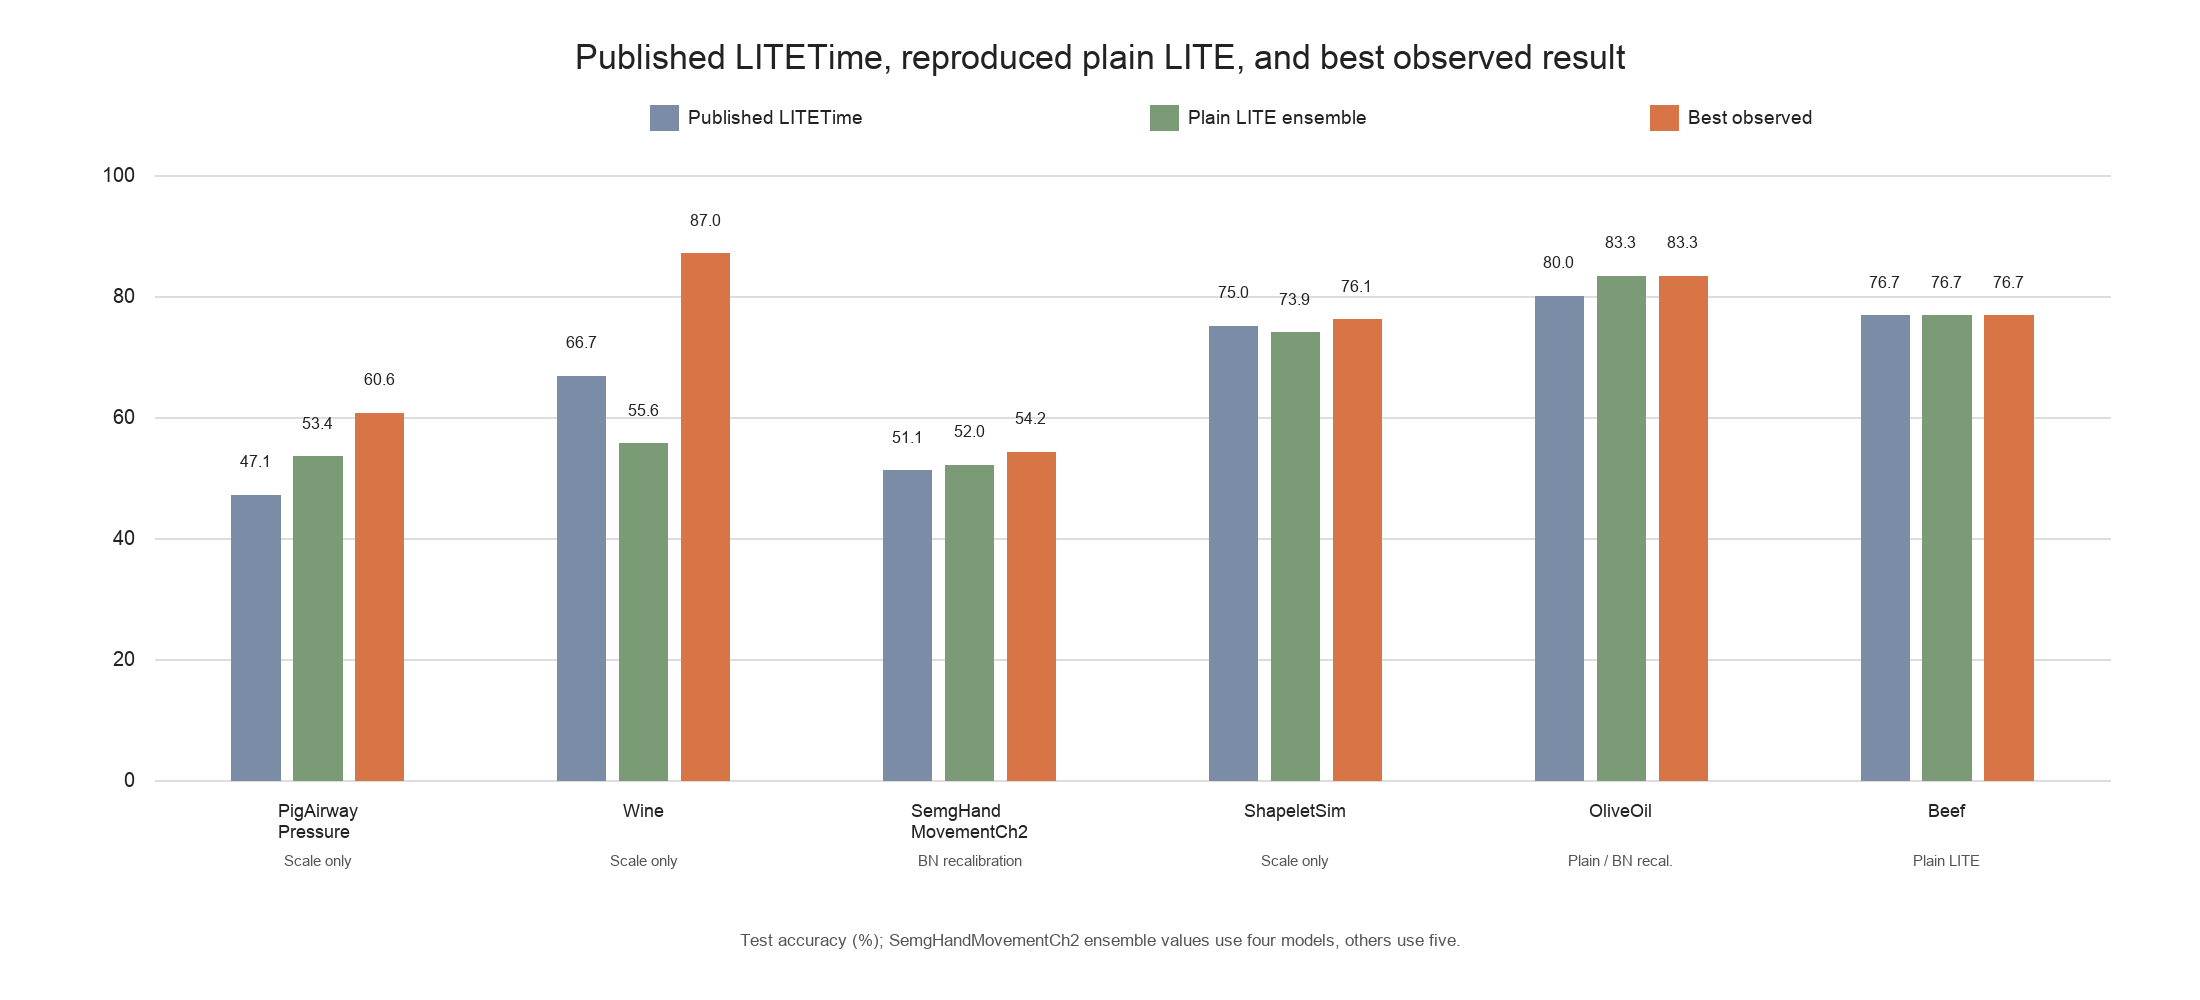 Published LITETime, reproduced plain LITE, and best observed result
Published LITETime
Plain LITE ensemble
Best observed
100
80
60
40
20
0
47.1
53.4
60.6
66.7
55.6
87.0
51.1
52.0
54.2
75.0
73.9
76.1
80.0
83.3
83.3
76.7
76.7
76.7
PigAirway
Pressure
Scale only
Wine
Scale only
SemgHand
MovementCh2
BN recalibration
ShapeletSim
Scale only
OliveOil
Plain / BN recal.
Beef
Plain LITE
Test accuracy (%); SemgHandMovementCh2 ensemble values use four models, others use five.